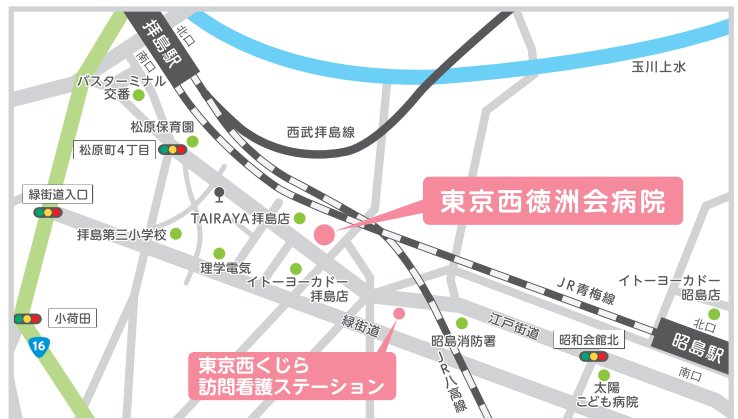 拝島駅
北口
南口
玉川上水
バスターミナル
交番
松原保育園
西武拝島線
松原町4丁目
緑街道入口
東京西徳洲会病院
TAIRAYA拝島店
拝島第三小学校
理学電気
イトーヨーカドー
拝島店
イトーヨーカドー
昭島店
JR青梅線
小荷田
16
緑街道
江戸街道
昭島消防署
昭和会館北
北口
昭島駅
南口
東京西くじら
訪問看護ステーション
JR八高線
太陽
こども病院